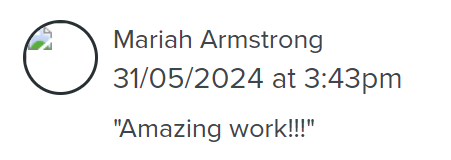 Mariah Armstrong
31/05/2024 at 3:43pm
"Amazing work!!!"